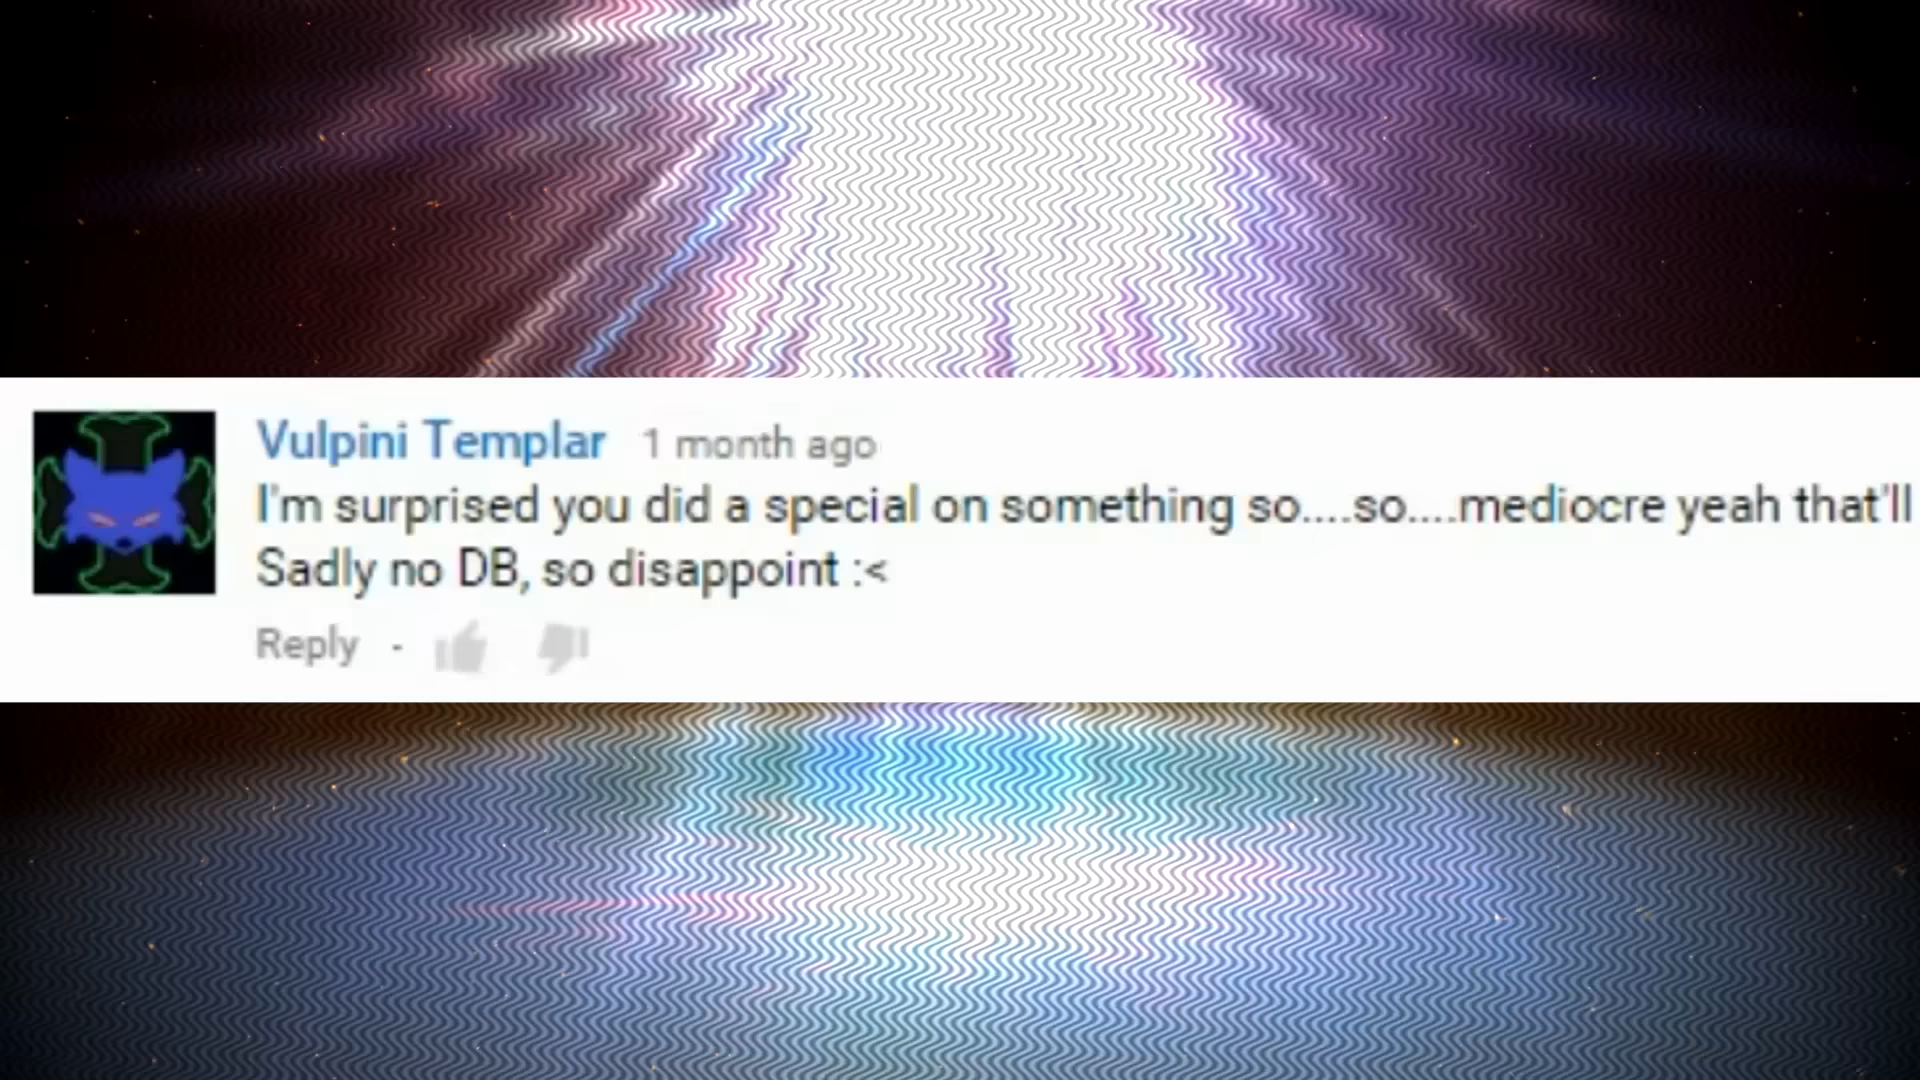 Vulpini Templar 1 month ago
I'm surprised you did a special on something so....so....mediocre yeah that'll
Sadly no DB, so disappoint :<
Reply -